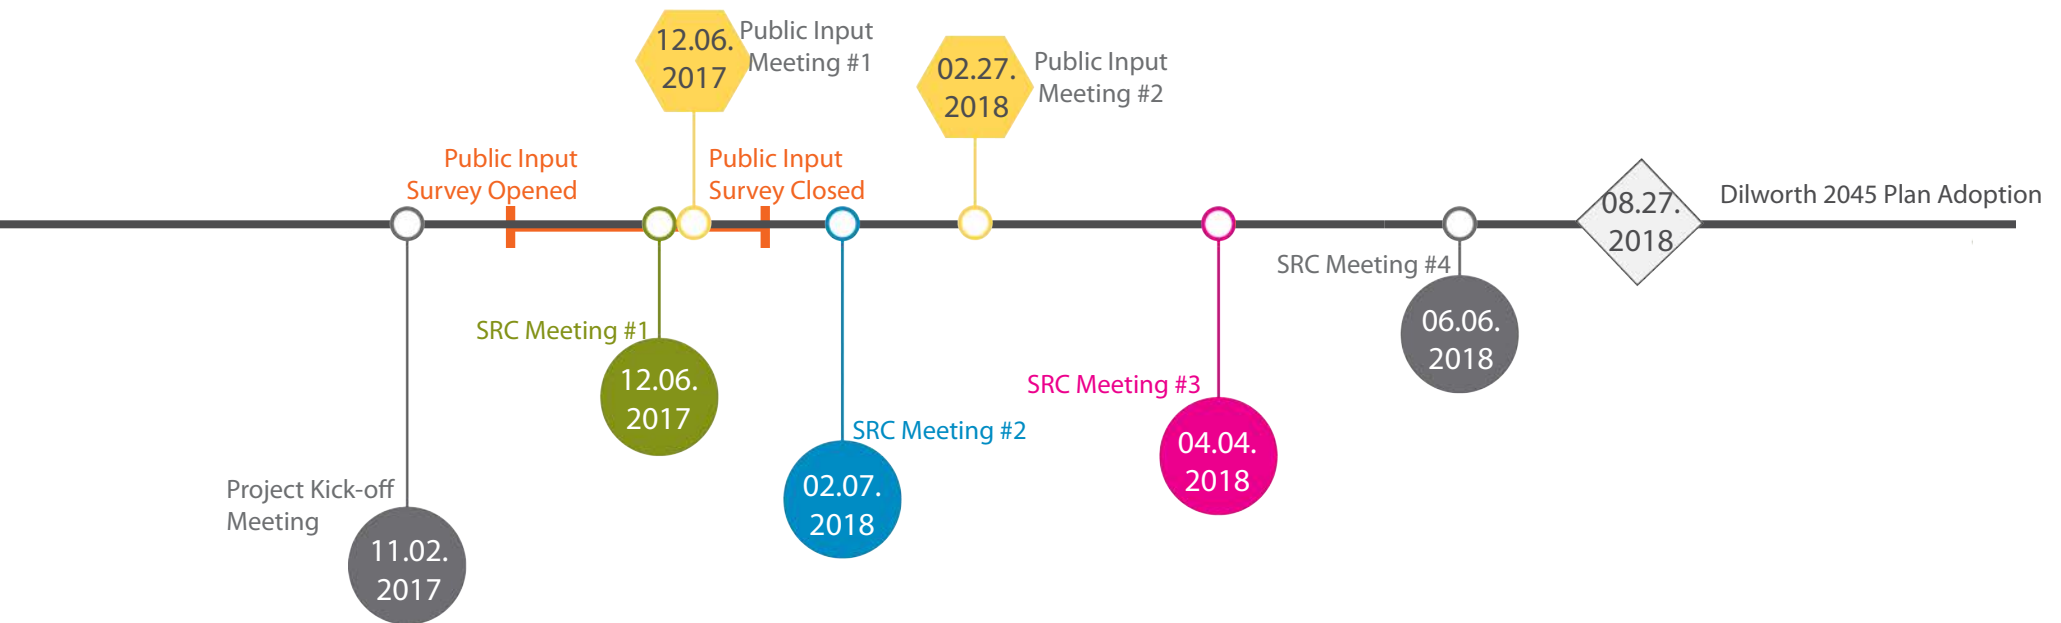 12.06.
2017
Public Input
Meeting #1
02.27.
2018
Public Input
Meeting #2
Public Input
Survey Opened
Public Input
Survey Closed
08.27.
2018
Dilworth 2045 Plan Adoption
SRC Meeting #4
06.06.
2018
SRC Meeting #1
12.06.
2017
SRC Meeting #3
04.04.
2018
SRC Meeting #2
02.07.
2018
Project Kick-off
Meeting
11.02.
2017